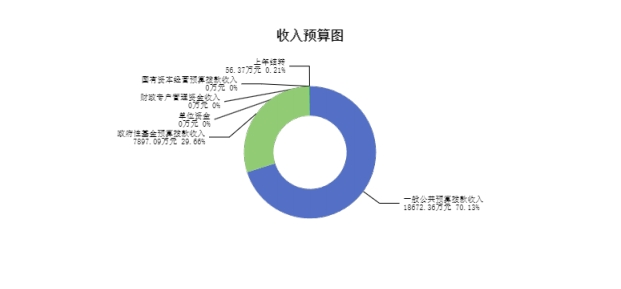 收入预算图
上年结转
56.37万元 0.21%
国有资本经营预算拨款收入
0万元 0%
财政专户管理资金收入
0万元 0%
单位资金
0万元 0%
政府性基金预算拨款收入
7897.09万元 29.66%
一般公共预算拨款收入
18672.36万元 70.13%